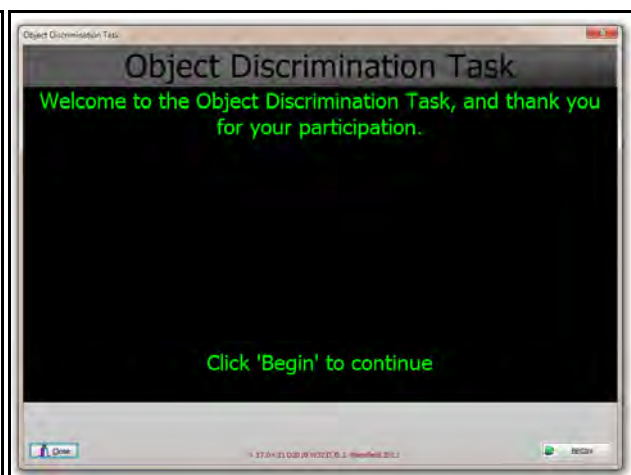 Object Discrimination Task
Object Discrimination Task
Welcome to the Object Discrimination Task, and thank you
for your participation.
Click 'Begin' to continue
Close